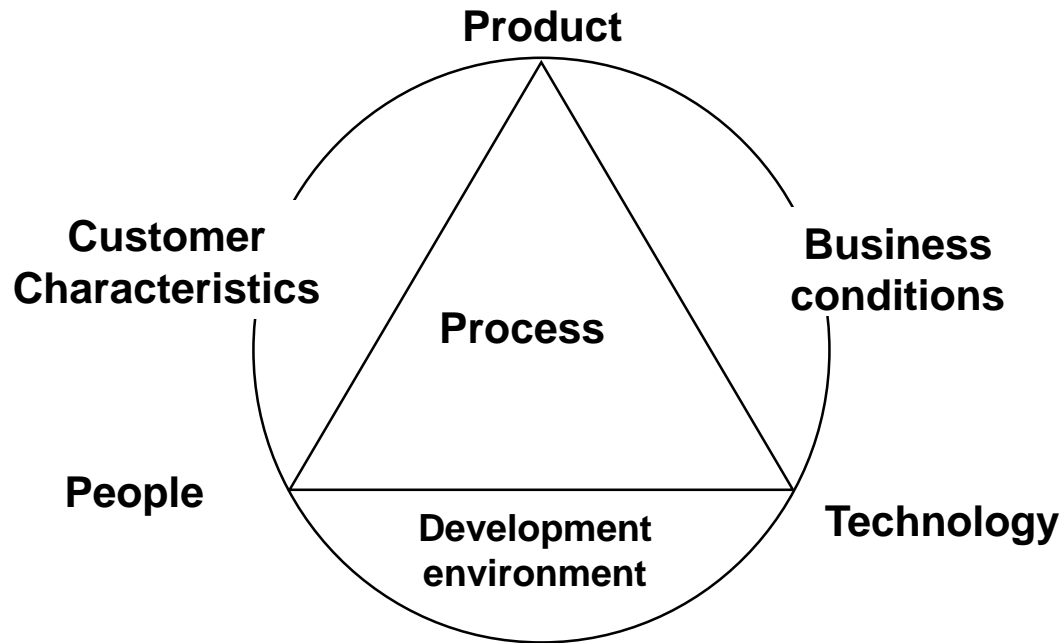 Product
Customer
Characteristics
Business
conditions
Process
People
Technology
Development
environment